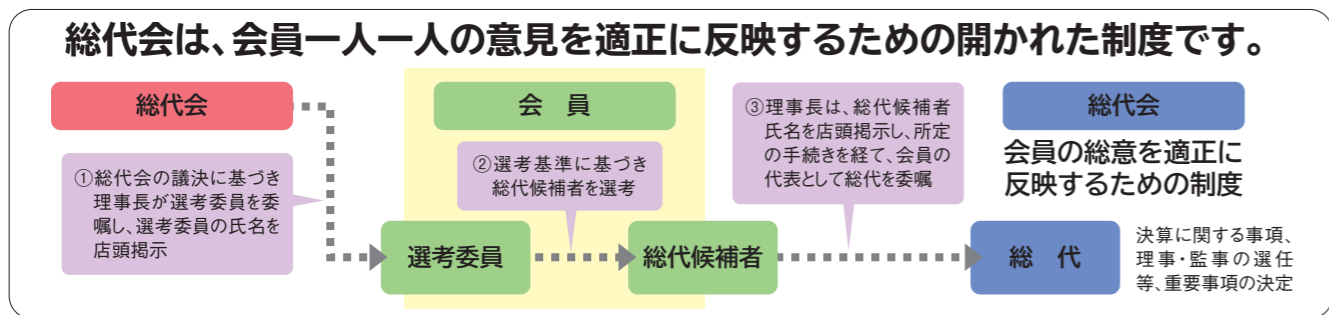 総代会は、会員一人一人の意見を適正に反映するための開かれた制度です。
総代会
①総代会の議決に基づき
理事長が選考委員を委
嘱し、選考委員の氏名を
店頭掲示
会　員
②選考基準に基づき
総代候補者を選考
選考委員
総代候補者
③理事長は、総代候補者
氏名を店頭掲示し、所定
の手続きを経て、会員の
代表として総代を委嘱
総代会
会員の総意を適正に
反映するための制度
総　代
決算に関する事項、
理事・監事の選任
等、重要事項の決定